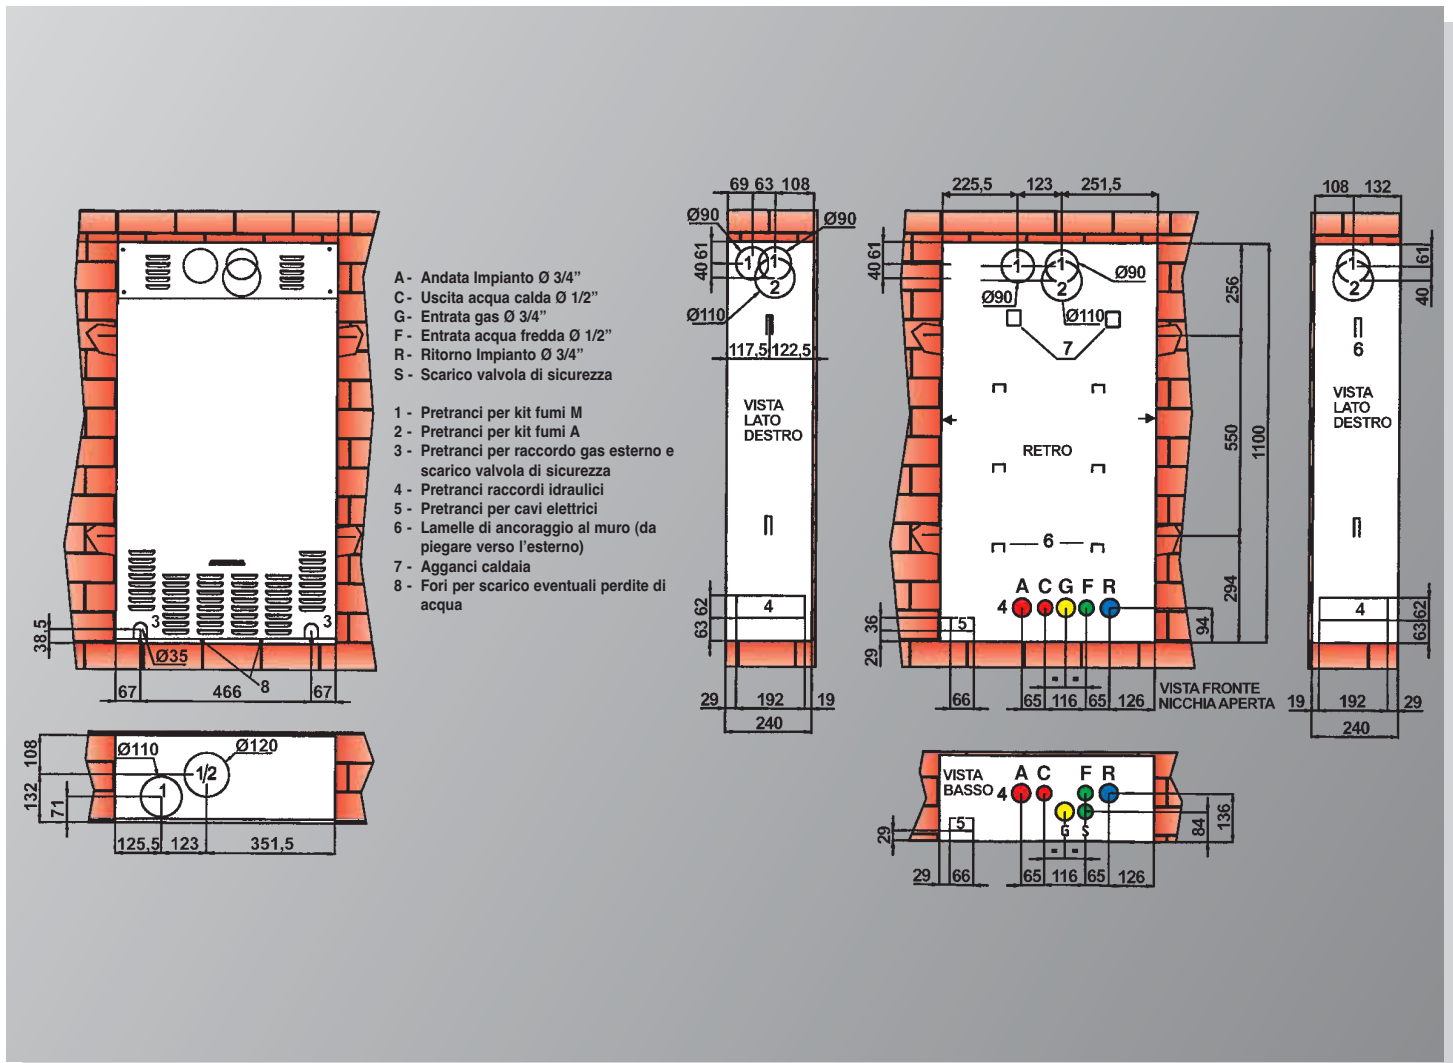 A - Andata Impianto Ø 3/4”
C - Uscita acqua calda Ø 1/2”
G - Entrata gas Ø 3/4”
F - Entrata acqua fredda Ø 1/2”
R - Ritorno Impianto Ø 3/4”
S - Scarico valvola di sicurezza
1 - Pretranci per kit fumi M
2 - Pretranci per kit fumi A
3 - Pretranci per raccordo gas esterno e
scarico valvola di sicurezza
4 - Pretranci raccordi idraulici
5 - Pretranci per cavi elettrici
6 - Lamelle di ancoraggio al muro (da
piegare verso l’esterno)
7 - Agganci caldaia
8 - Fori per scarico eventuali perdite di
acqua
3
3
38,5
Ø35
8
67
466
67
108
132
71
Ø110
Ø120
1/2
1
125,5
123
351,5
69 63 108
Ø90
Ø90
61
40
1
1
2
Ø110
117,5 122,5
VISTA
LATO
DESTRO
62
63
4
29
192
19
240
225,5
123
251,5
61
40
1
1
2
Ø90
Ø90
Ø110
7
256
550
1100
294
94
RETRO
6
A C G F R
4
36
29
5
66
65
116
65
126
VISTA FRONTE
NICCHIA APERTA
VISTA
BASSO
A C F R
4
5
G S
29
84
136
29
66
65
116
65
126
108
132
61
40
1
2
6
VISTA
LATO
DESTRO
4
62
63
19
192
29
240